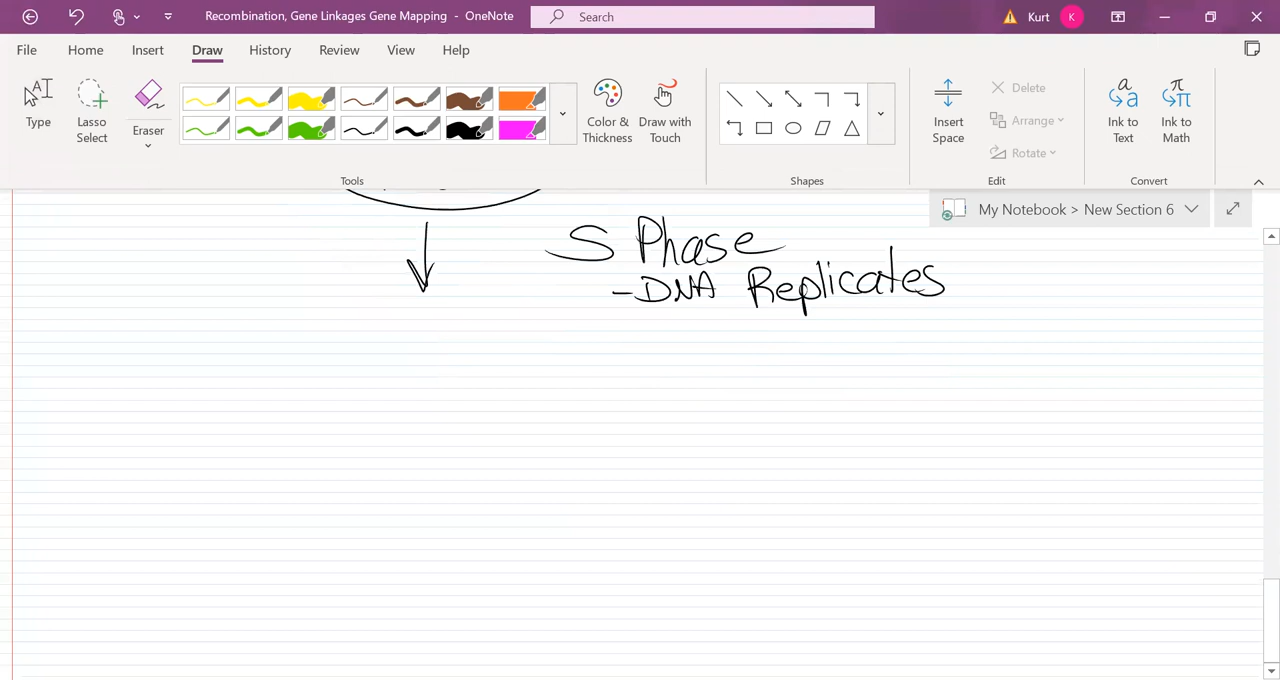 Recombination, Gene Linkages Gene Mapping - OneNote
Search
Kurt
K
File
Home
Insert
Draw
History
Review
View
Help
Type
Lasso
Select
Eraser
Color &
Thickness
Draw with
Touch
Insert
Space
Delete
Arrange
Rotate
Ink to
Text
Ink to
Math
Tools
Shapes
Edit
Convert
My Notebook > New Section 6
S Phase
-DNA Replicates